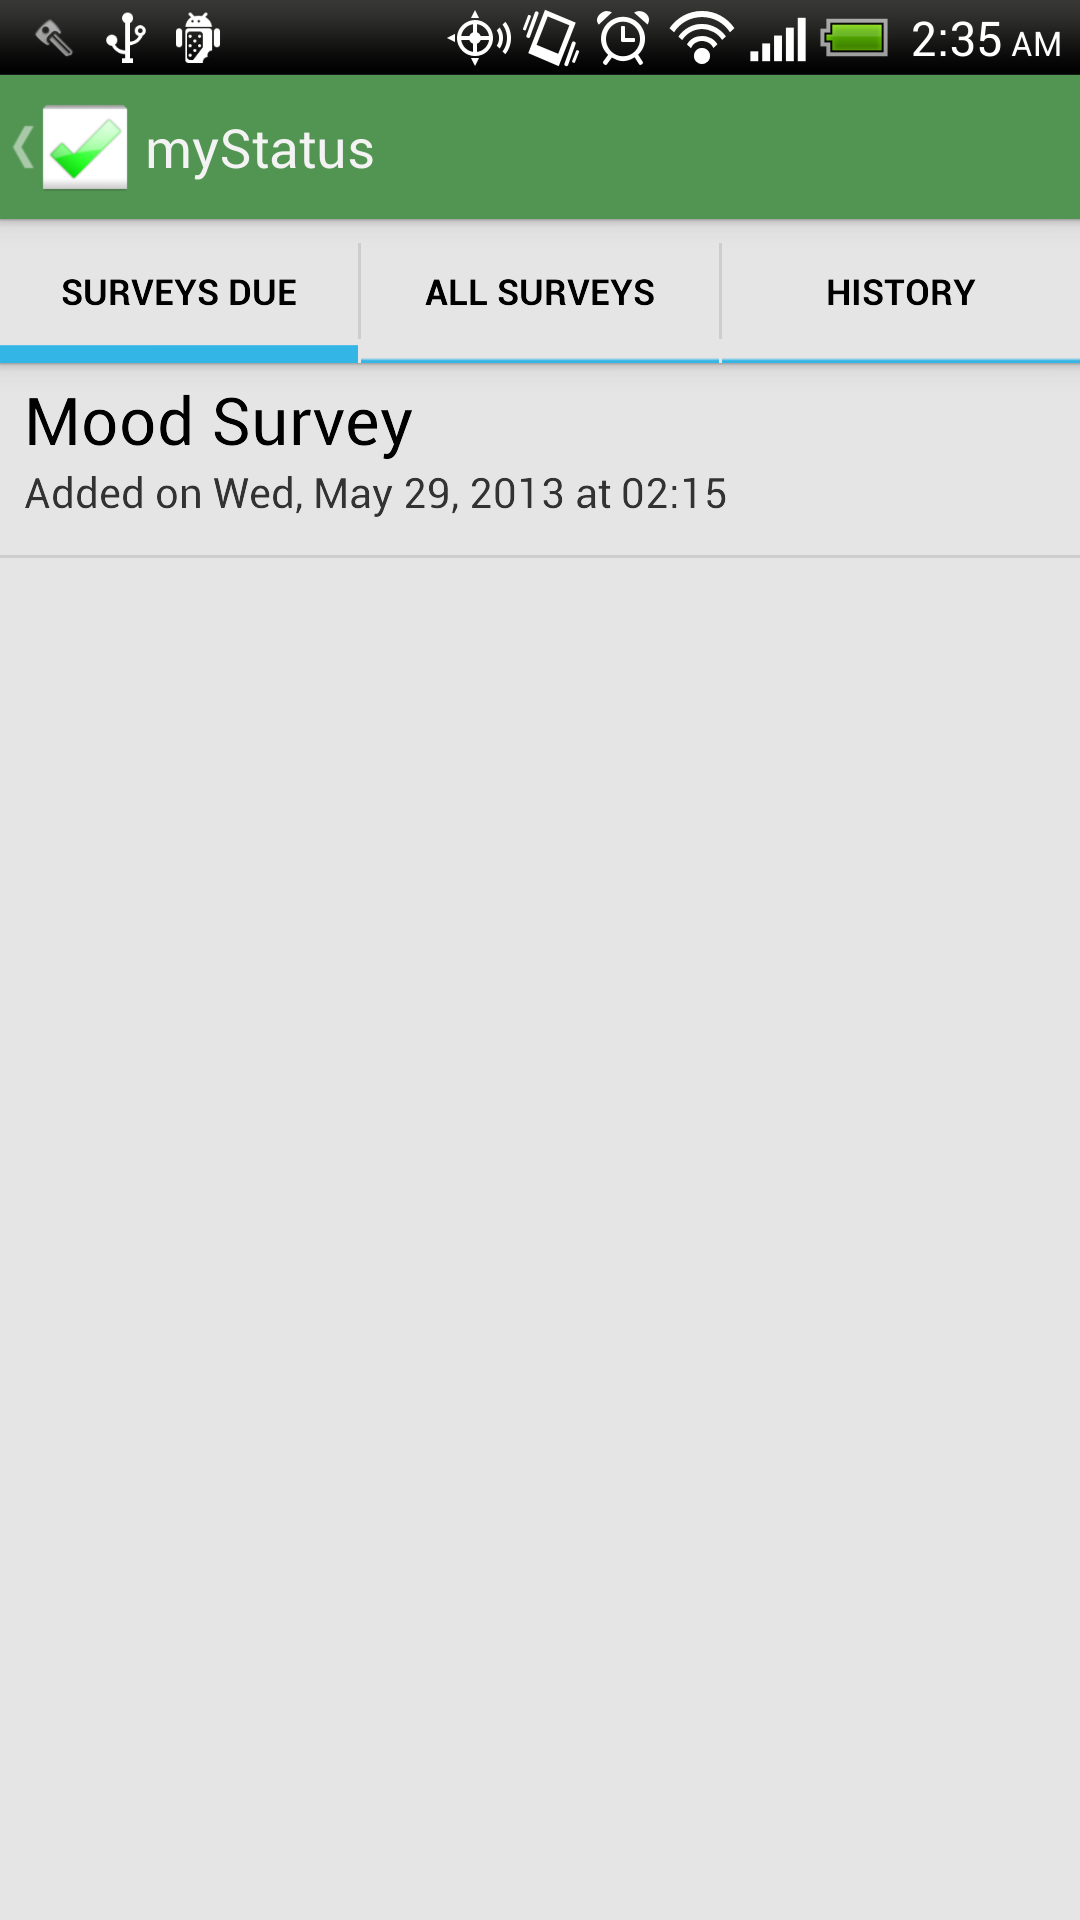 2:35 AM
myStatus
SURVEYS DUE
ALL SURVEYS
HISTORY
Mood Survey
Added on Wed, May 29, 2013 at 02:15